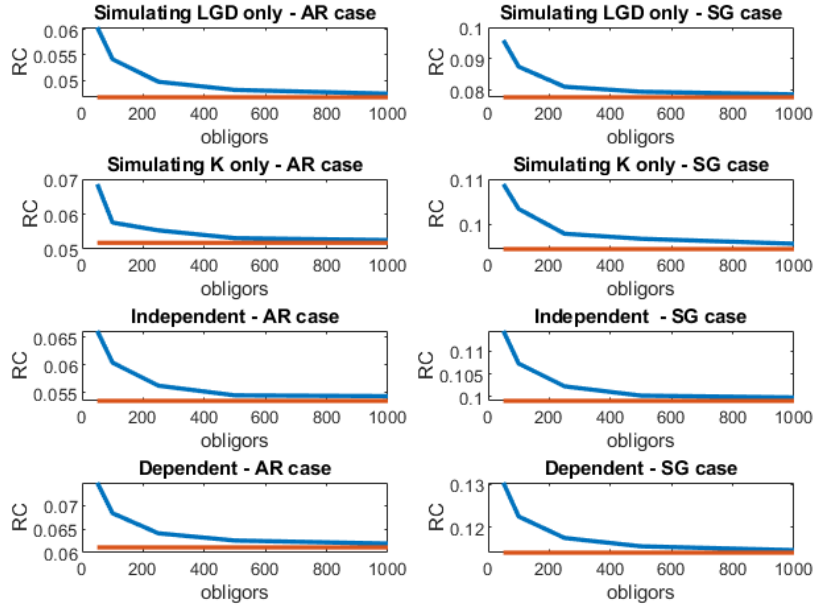 Simulating LGD only - AR case
0.06
0.055
0.05
RC
0 200 400 600 800 1000
obligors
Simulating LGD only - SG case
0.1
0.09
0.08
RC
0 200 400 600 800 1000
obligors
Simulating K only - AR case
0.07
0.06
0.05
RC
0 200 400 600 800 1000
obligors
Simulating K only - SG case
0.11
0.1
RC
0 200 400 600 800 1000
obligors
Independent - AR case
0.065
0.06
0.055
RC
0 200 400 600 800 1000
obligors
Independent - SG case
0.11
0.105
0.1
RC
0 200 400 600 800 1000
obligors
Dependent - AR case
0.07
0.065
0.06
RC
0 200 400 600 800 1000
obligors
Dependent - SG case
0.13
0.12
RC
0 200 400 600 800 1000
obligors